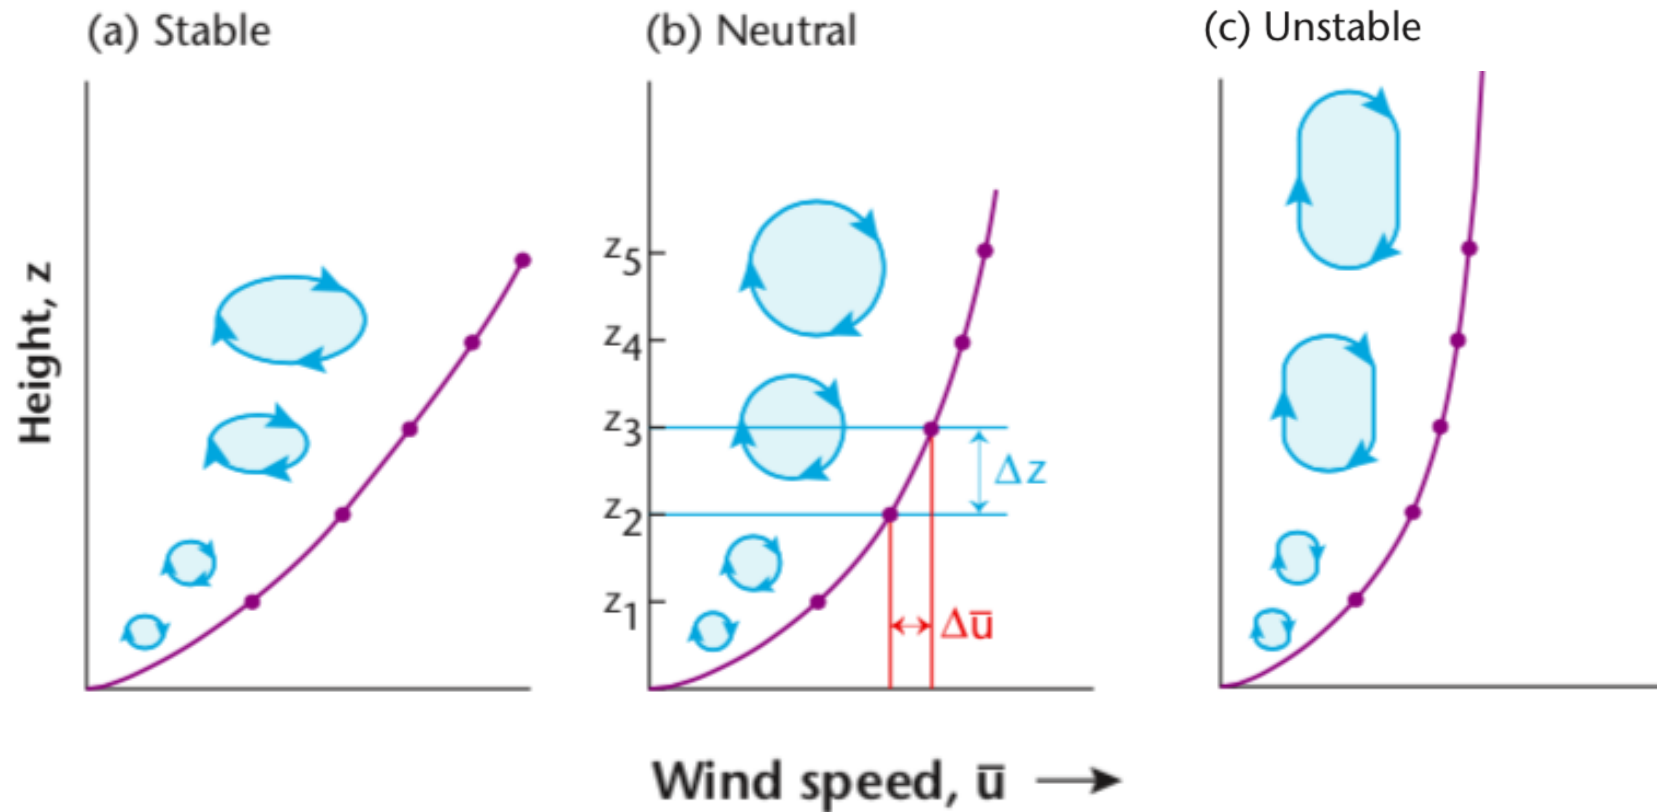 (a) Stable
(b) Neutral
(c) Unstable
Height, z
z5
z4
z3
z2
z1
Δz
Δū
Wind speed, ū